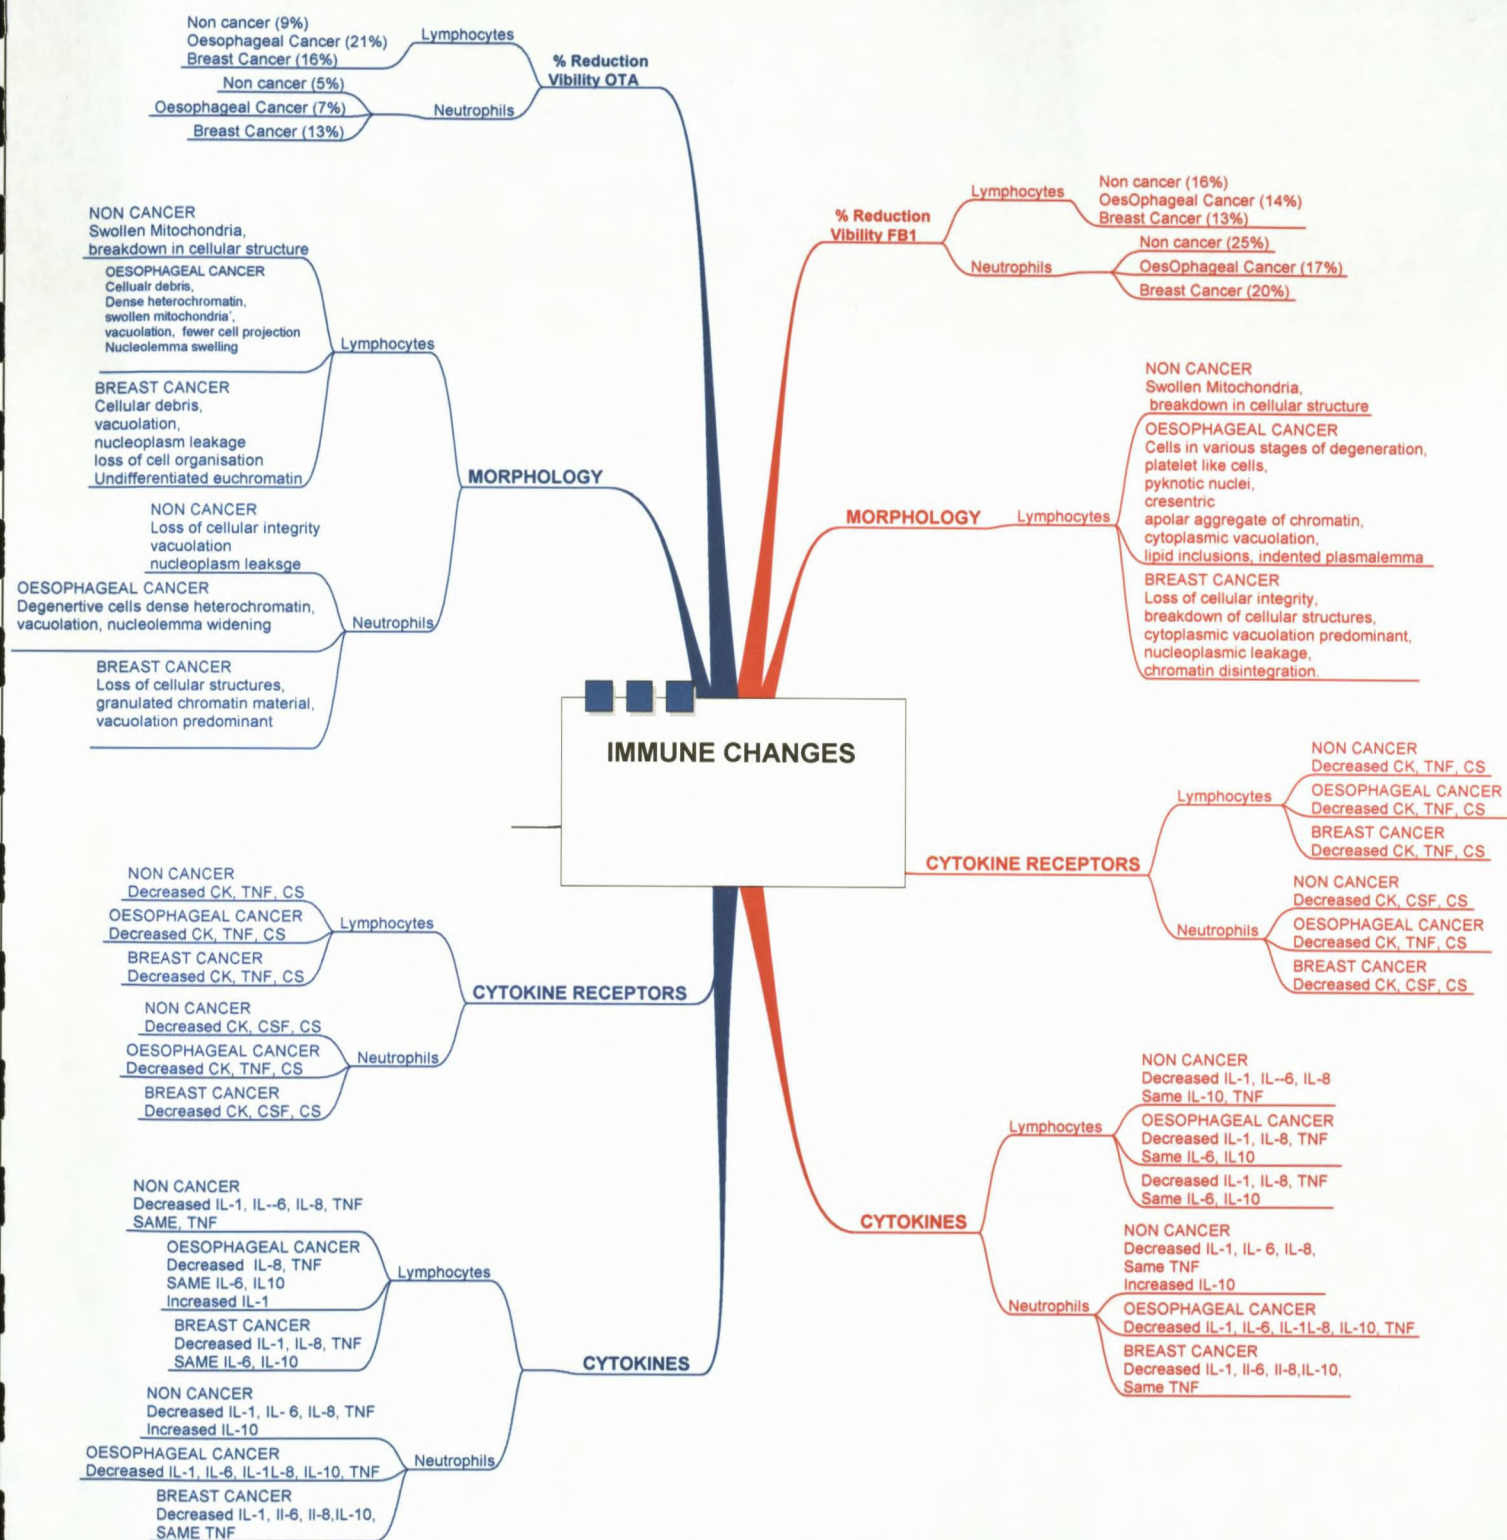 Non cancer (9%)
Oesophageal Cancer (21%)
Breast Cancer (16%)
Lymphocytes
Non cancer (5%)
Oesophageal Cancer (7%)
Breast Cancer (13%)
Neutrophils
% Reduction
Vibility OTA
NON CANCER
Swollen Mitochondria,
breakdown in cellular structure
OESOPHAGEAL CANCER
Cellualr debris,
Dense heterochromatin,
swollen mitochondria',
vacuolation, fewer cell projection
Nucleolemma swelling
BREAST CANCER
Cellular debris,
vacuolation,
nucleoplasm leakage
loss of cell organisation
Undifferentiated euchromatin
Lymphocytes
NON CANCER
Loss of cellular integrity
vacuolation
nucleoplasm leaksge
OESOPHAGEAL CANCER
Degenertive cells dense heterochromatin,
vacuolation, nucleolemma widening
BREAST CANCER
Loss of cellular structures,
granulated chromatin material,
vacuolation predominant
Neutrophils
MORPHOLOGY
NON CANCER
Decreased CK, TNF, CS
OESOPHAGEAL CANCER
Decreased CK, TNF, CS
BREAST CANCER
Decreased CK, TNF, CS
Lymphocytes
NON CANCER
Decreased CK, CSF, CS
OESOPHAGEAL CANCER
Decreased CK, TNF, CS
BREAST CANCER
Decreased CK, CSF, CS
Neutrophils
CYTOKINE RECEPTORS
NON CANCER
Decreased IL-1, IL--6, IL-8, TNF
SAME, TNF
OESOPHAGEAL CANCER
Decreased IL-8, TNF
SAME IL-6, IL10
Increased IL-1
BREAST CANCER
Decreased IL-1, IL-8, TNF
SAME IL-6, IL-10
Lymphocytes
NON CANCER
Decreased IL-1, IL- 6, IL-8, TNF
Increased IL-10
OESOPHAGEAL CANCER
Decreased IL-1, IL-6, IL-1L-8, IL-10, TNF
BREAST CANCER
Decreased IL-1, Il-6, Il-8,IL-10,
SAME TNF
Neutrophils
CYTOKINES
IMMUNE CHANGES
% Reduction
Vibility FB1
Lymphocytes
Non cancer (16%)
OesOphageal Cancer (14%)
Breast Cancer (13%)
Neutrophils
Non cancer (25%)
OesOphageal Cancer (17%)
Breast Cancer (20%)
MORPHOLOGY
Lymphocytes
NON CANCER
Swollen Mitochondria,
breakdown in cellular structure
OESOPHAGEAL CANCER
Cells in various stages of degeneration,
platelet like cells,
pyknotic nuclei,
cresentric
apolar aggregate of chromatin,
cytoplasmic vacuolation,
lipid inclusions, indented plasmalemma
BREAST CANCER
Loss of cellular integrity,
breakdown of cellular structures,
cytoplasmic vacuolation predominant,
nucleoplasmic leakage,
chromatin disintegration.
CYTOKINE RECEPTORS
Lymphocytes
NON CANCER
Decreased CK, TNF, CS
OESOPHAGEAL CANCER
Decreased CK, TNF, CS
BREAST CANCER
Decreased CK, TNF, CS
Neutrophils
NON CANCER
Decreased CK, CSF, CS
OESOPHAGEAL CANCER
Decreased CK, TNF, CS
BREAST CANCER
Decreased CK, CSF, CS
CYTOKINES
Lymphocytes
NON CANCER
Decreased IL-1, IL--6, IL-8
Same IL-10, TNF
OESOPHAGEAL CANCER
Decreased IL-1, IL-8, TNF
Same IL-6, IL10
Decreased IL-1, IL-8, TNF
Same IL-6, IL-10
Neutrophils
NON CANCER
Decreased IL-1, IL- 6, IL-8,
Same TNF
Increased IL-10
OESOPHAGEAL CANCER
Decreased IL-1, IL-6, IL-1L-8, IL-10, TNF
BREAST CANCER
Decreased IL-1, Il-6, Il-8,IL-10,
Same TNF